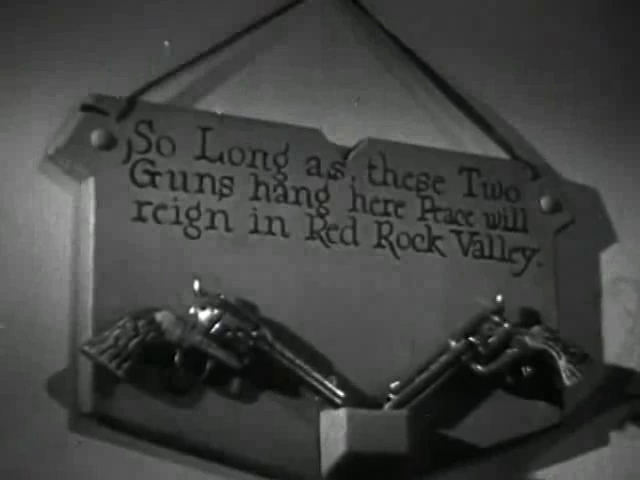 So Long as these Two
Guns hang here Peace will
reign in Red Rock Valley.